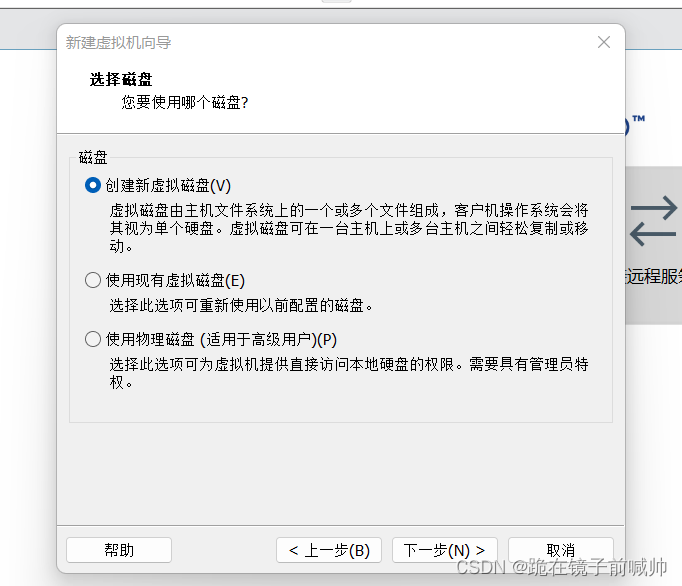 新建虚拟机向导
选择磁盘
您要使用哪个磁盘?
TM
磁盘
创建新虚拟磁盘(V)
虚拟磁盘由主机文件系统上的一个或多个文件组成，客户机操作系统会将
其视为单个硬盘。虚拟磁盘可在一台主机上或多台主机之间轻松复制或移
动。
远程服
使用现有虚拟磁盘(E)
选择此选项可重新使用以前配置的磁盘。
使用物理磁盘 (适用于高级用户)(P)
选择此选项可为虚拟机提供直接访问本地硬盘的权限。需要具有管理员特
权。
帮助
< 上一步(B)
下一步(N) >
取消
CSDN @跪在镜子前喊帅